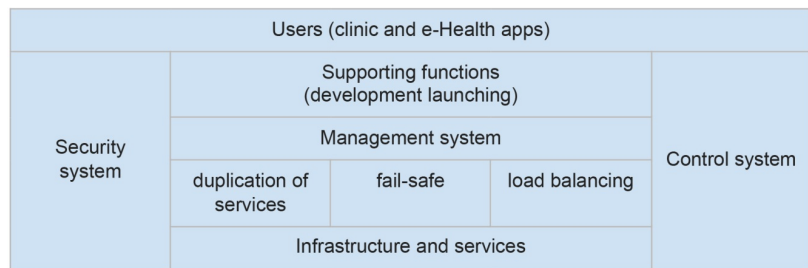 Users (clinic and e-Health apps)
Security
system
Supporting functions
(development launching)
Management system
duplication of
services
fail-safe
load balancing
Infrastructure and services
Control system